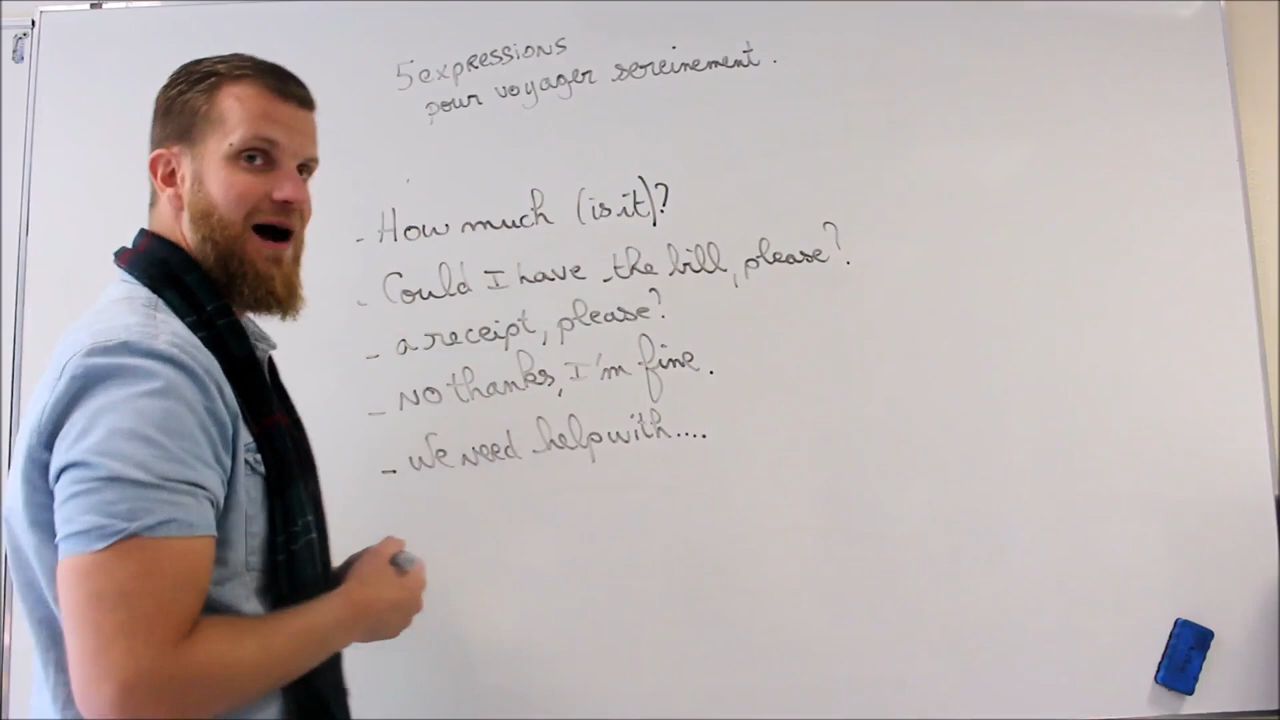 5 expressions
pour voyager sereinement.
- How much (is it)?
- Could I have the bill, please?
- a receipt, please?
- No thanks, I'm fine.
- We need help with....